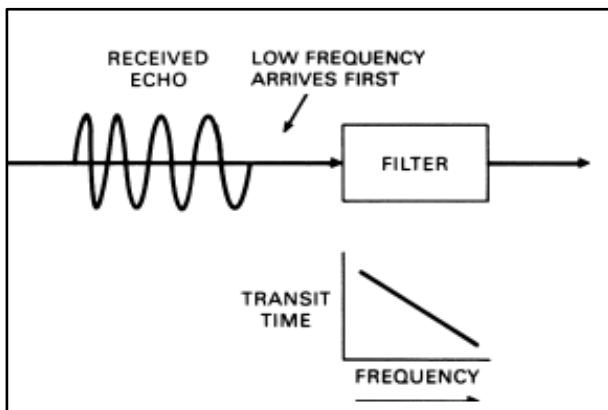 RECEIVED
ECHO
LOW FREQUENCY
ARRIVES FIRST
FILTER
TRANSIT
TIME
FREQUENCY